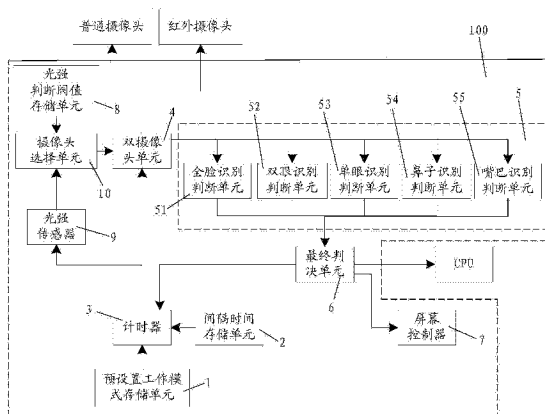 普通摄像头
红外摄像头
100
光强
判断阀值
存储单元
8
4
52
53
54
55
5
摄像头
选择单元
10
双摄像
头单元
全脸识别
判断单元
双眼识别
判断单元
单眼识别
判断单元
鼻子识别
判断单元
嘴巴识别
判断单元
51
光强
传感器
9
最终判
决单元
6
CPU
3
计时器
间隔时间
存储单元
2
屏幕
控制器
7
预设置工作模
式存储单元
1